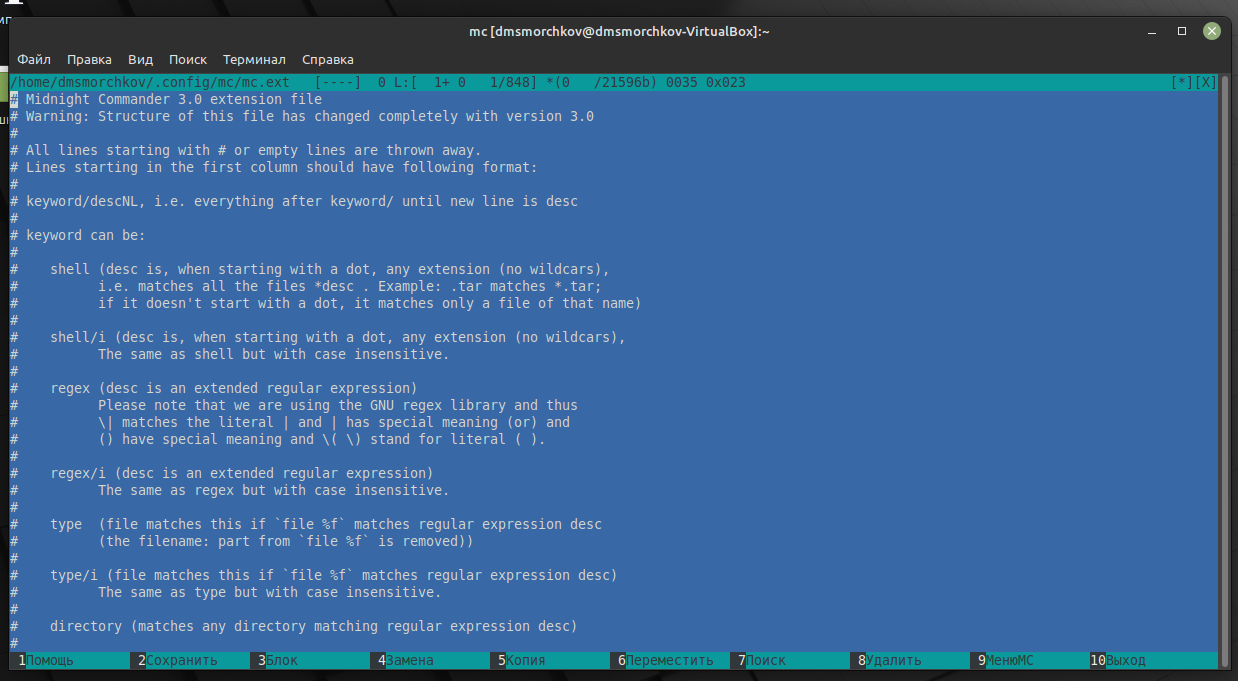 mc [dmsmorchkov@dmsmorchkov-VirtualBox]:~
Файл Правка Вид Поиск Терминал Справка
/home/dmsmorchkov/.config/mc/mc.ext [----] 0 L:[ 1+ 0 1/848] *(0 /21596b) 0035 0x023 [*][X]
# Midnight Commander 3.0 extension file
# Warning: Structure of this file has changed completely with version 3.0
#
# All lines starting with # or empty lines are thrown away.
# Lines starting in the first column should have following format:
#
# keyword/descNL, i.e. everything after keyword/ until new line is desc
#
# keyword can be:
#
#    shell (desc is, when starting with a dot, any extension (no wildcars),
#          i.e. matches all the files *desc . Example: .tar matches *.tar;
#          if it doesn't start with a dot, it matches only a file of that name)
#
#    shell/i (desc is, when starting with a dot, any extension (no wildcars),
#          The same as shell but with case insensitive.
#
#    regex (desc is an extended regular expression)
#          Please note that we are using the GNU regex library and thus
#          \| matches the literal | and | has special meaning (or) and
#          () have special meaning and \( \) stand for literal ( ).
#
#    regex/i (desc is an extended regular expression)
#          The same as regex but with case insensitive.
#
#    type  (file matches this if `file %f` matches regular expression desc
#          (the filename: part from `file %f` is removed))
#
#    type/i (file matches this if `file %f` matches regular expression desc)
#          The same as type but with case insensitive.
#
#    directory (matches any directory matching regular expression desc)
#
1Помощь 2Сохранить 3Блок 4Замена 5Копия 6Переместить 7Поиск 8Удалить 9МенюMC 10Выход